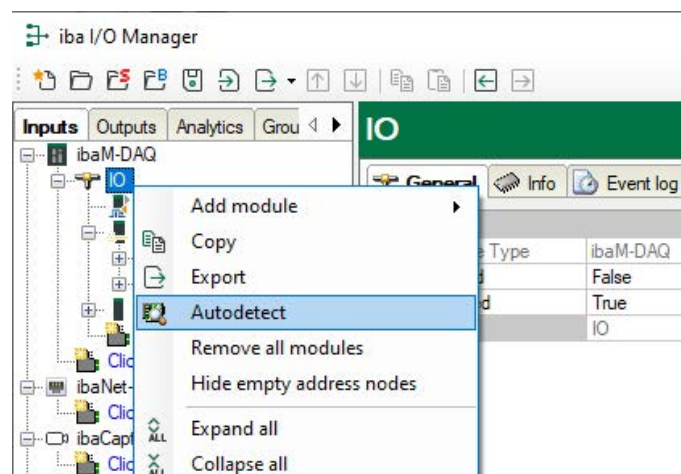 iba I/O Manager
Inputs Outputs Analytics Grou
IO
ibaM-DAQ
IO
General Info Event log
Add module
Type ibaM-DAQ
Copy
False
Export
True
Autodetect
IO
Remove all modules
Clic
Hide empty address nodes
ibaNet-
Clic
Expand all
ALL
ibaCapt
Collapse all
ALL
Clic